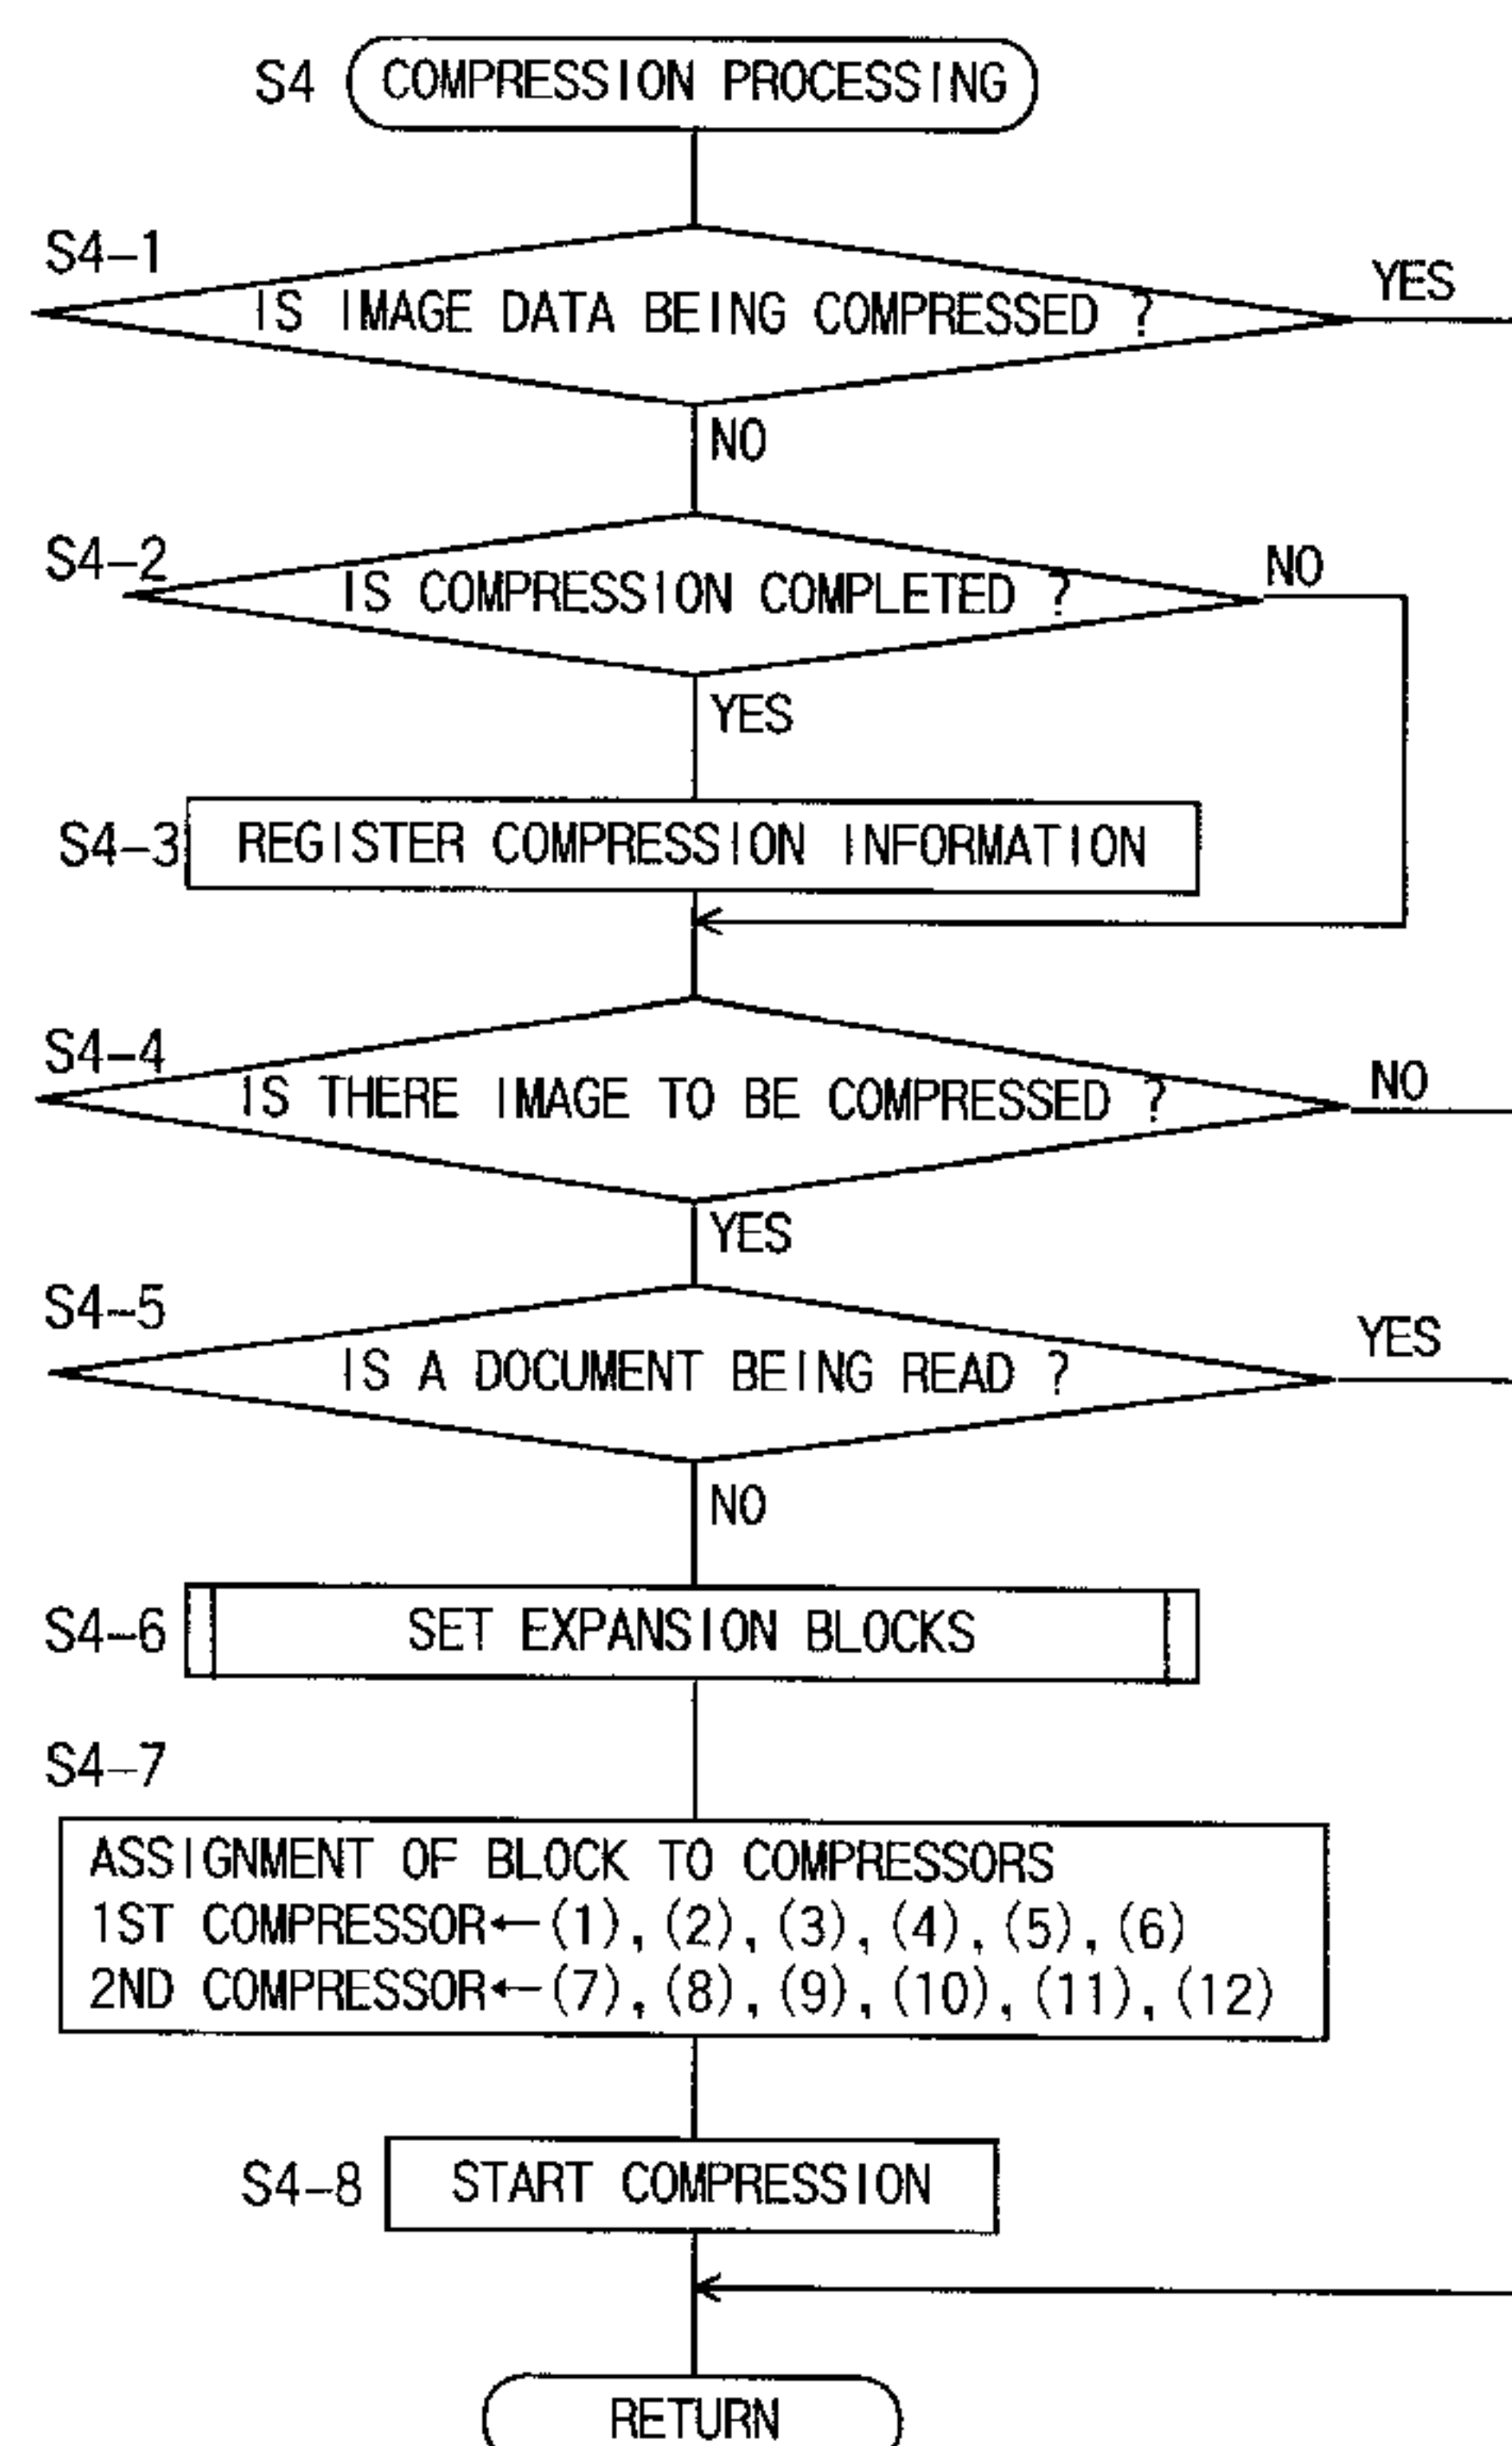 S4 COMPRESSION PROCESSING
S4-1
IS IMAGE DATA BEING COMPRESSED ?
YES
NO
S4-2
IS COMPRESSION COMPLETED ?
NO
YES
S4-3 REGISTER COMPRESSION INFORMATION
S4-4
IS THERE IMAGE TO BE COMPRESSED ?
NO
YES
S4-5
IS A DOCUMENT BEING READ ?
YES
NO
S4-6 SET EXPANSION BLOCKS
S4-7
ASSIGNMENT OF BLOCK TO COMPRESSORS
1ST COMPRESSOR←(1),(2),(3),(4),(5),(6)
2ND COMPRESSOR←(7),(8),(9),(10),(11),(12)
S4-8 START COMPRESSION
RETURN